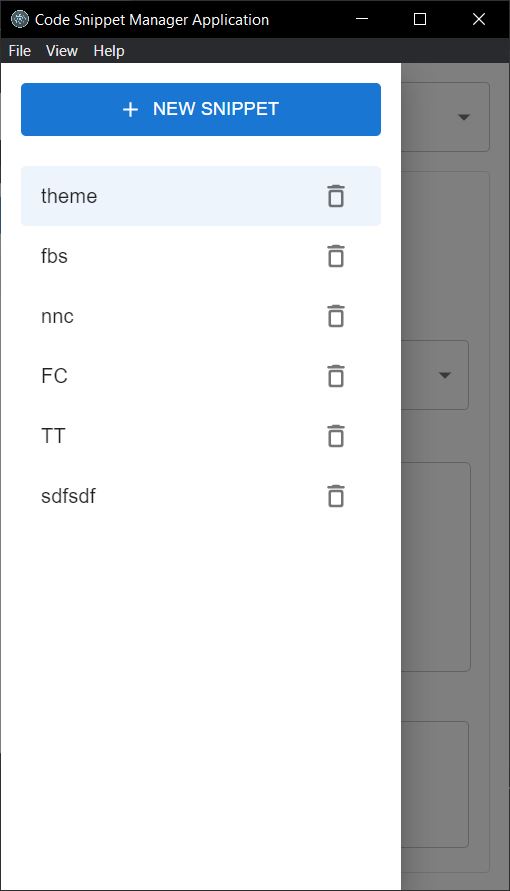 Code Snippet Manager Application
File View Help
NEW SNIPPET
theme
fbs
nnc
FC
TT
sdfsdf